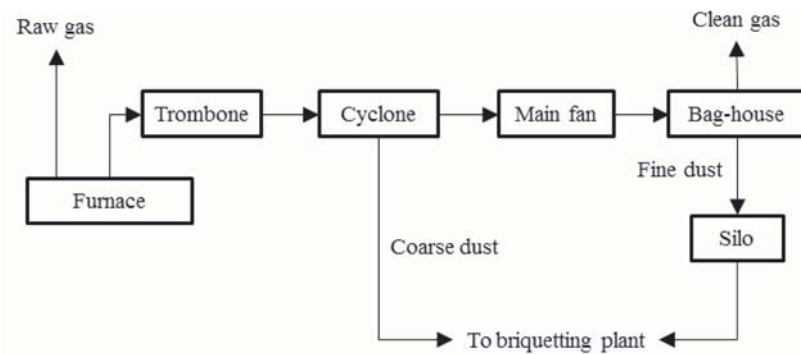 Raw gas
Clean gas
Trombone
Cyclone
Main fan
Bag-house
Fine dust
Furnace
Silo
Coarse dust
To briquetting plant